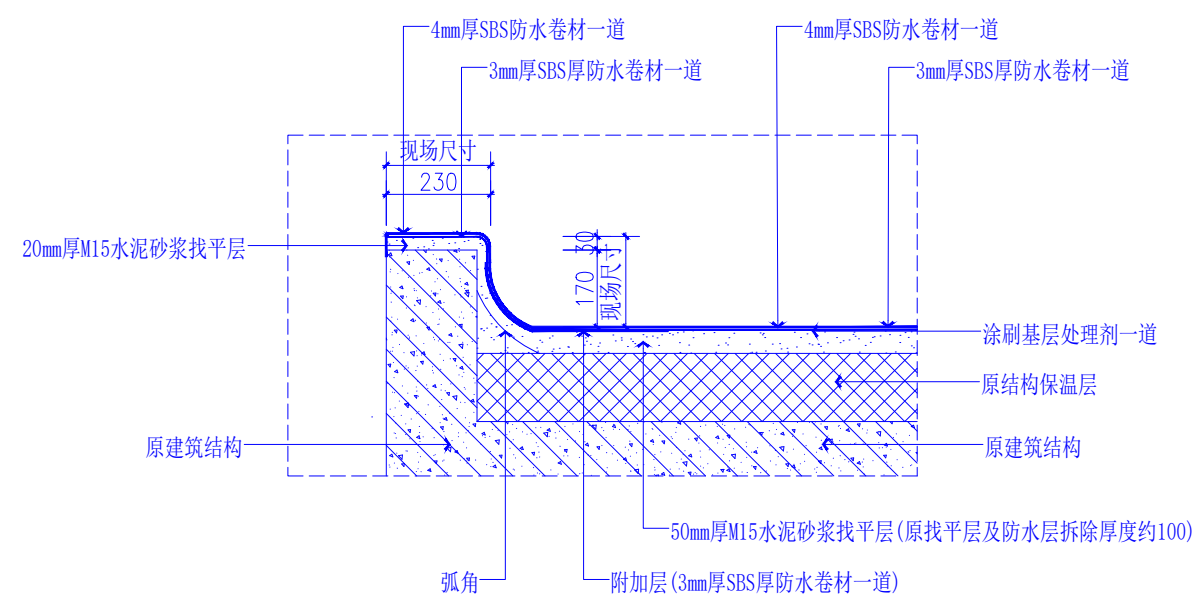 4mm厚SBS防水卷材一道
4mm厚SBS防水卷材一道
3mm厚SBS厚防水卷材一道
3mm厚SBS厚防水卷材一道
现场尺寸
230
20mm厚M15水泥砂浆找平层
30
170
现场尺寸
涂刷基层处理剂一道
原结构保温层
原建筑结构
原建筑结构
50mm厚M15水泥砂浆找平层(原找平层及防水层拆除厚度约100)
弧角
附加层(3mm厚SBS厚防水卷材一道)